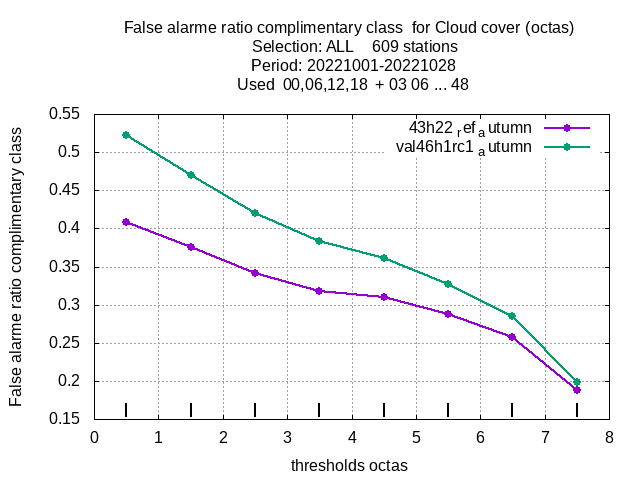 False alarme ratio complimentary class  for Cloud cover (octas)
Selection: ALL    609 stations
Period: 20221001-20221028
Used  00,06,12,18  + 03 06 ... 48
False alarme ratio complimentary class
0.55
0.5
0.45
0.4
0.35
0.3
0.25
0.2
0.15
43h22 refautumn
val46h1rc1 autumn
0 1 2 3 4 5 6 7 8
thresholds octas